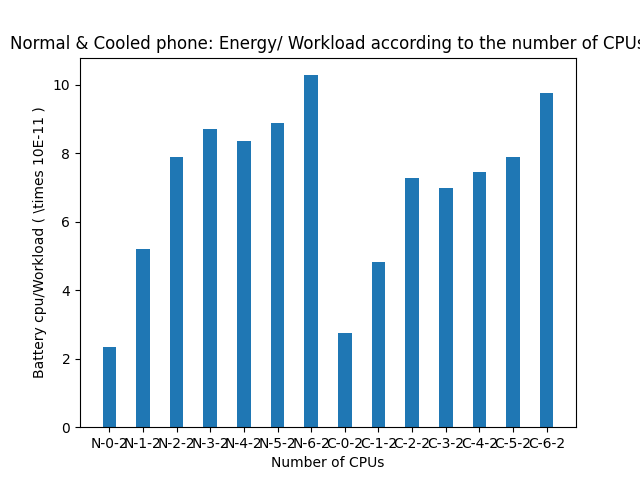 Normal & Cooled phone: Energy/ Workload according to the number of CPUs
Battery cpu/Workload ( \times 10E-11 )
10
8
6
4
2
0
N-0-2 N-1-2 N-2-2 N-3-2 N-4-2 N-5-2 N-6-2 C-0-2 C-1-2 C-2-2 C-3-2 C-4-2 C-5-2 C-6-2
Number of CPUs